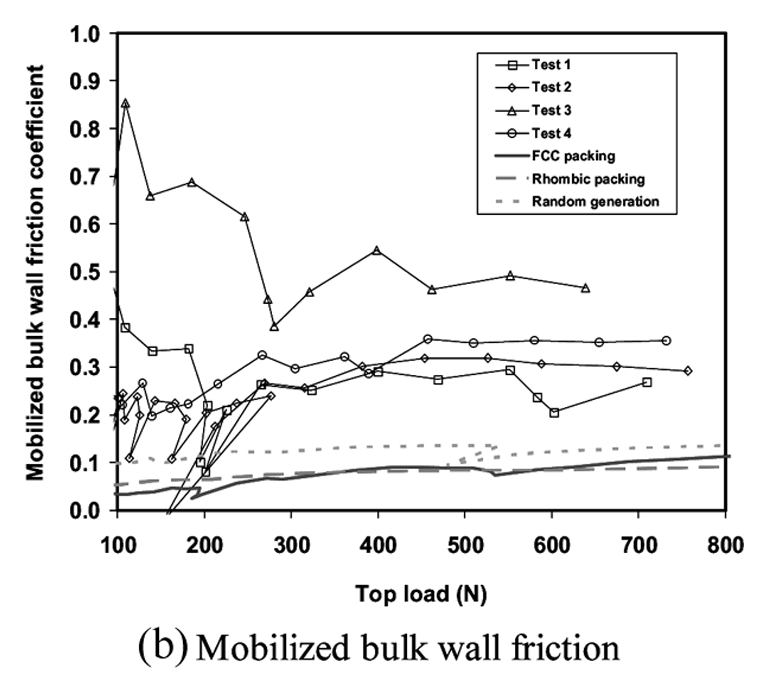 1.0
0.9
0.8
0.7
0.6
0.5
0.4
0.3
0.2
0.1
0.0
Mobilized bulk wall friction coefficient
Test 1
Test 2
Test 3
Test 4
FCC packing
Rhombic packing
Random generation
100 200 300 400 500 600 700 800
Top load (N)
(b) Mobilized bulk wall friction